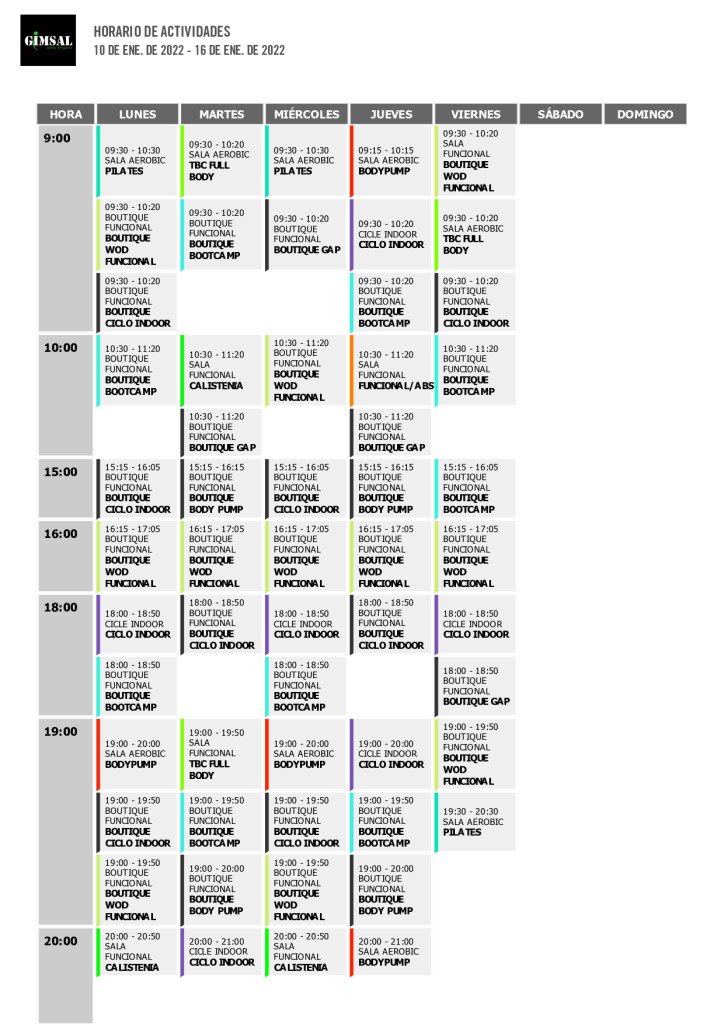 GIMSAL
HORARIO DE ACTIVIDADES
10 DE ENE. DE 2022 - 16 DE ENE. DE 2022
HORA LUNES MARTES MIÉRCOLES JUEVES VIERNES SÁBADO DOMINGO
9:00
09:30 - 10:30
SALA AEROBIC
PILATES
09:30 - 10:20
SALA AEROBIC
TBC FULL
BODY
09:30 - 10:30
SALA AEROBIC
PILATES
09:15 - 10:15
SALA AEROBIC
BODYPUMP
09:30 - 10:20
SALA
FUNCIONAL
BOUTIQUE
WOD
FUNCIONAL
09:30 - 10:20
BOUTIQUE
FUNCIONAL
BOUTIQUE
WOD
FUNCIONAL
09:30 - 10:20
BOUTIQUE
FUNCIONAL
BOUTIQUE
BOOTCAMP
09:30 - 10:20
BOUTIQUE
FUNCIONAL
BOUTIQUE GAP
09:30 - 10:20
CICLE INDOOR
CICLO INDOOR
09:30 - 10:20
SALA AEROBIC
TBC FULL
BODY
09:30 - 10:20
BOUTIQUE
FUNCIONAL
BOUTIQUE
CICLO INDOOR
09:30 - 10:20
BOUTIQUE
FUNCIONAL
BOUTIQUE
BOOTCAMP
09:30 - 10:20
BOUTIQUE
FUNCIONAL
BOUTIQUE
CICLO INDOOR
10:00
10:30 - 11:20
BOUTIQUE
FUNCIONAL
BOUTIQUE
BOOTCAMP
10:30 - 11:20
SALA
FUNCIONAL
CALISTENIA
10:30 - 11:20
BOUTIQUE
FUNCIONAL
BOUTIQUE
WOD
FUNCIONAL
10:30 - 11:20
SALA
FUNCIONAL
FUNCIONAL/ABS
10:30 - 11:20
BOUTIQUE
FUNCIONAL
BOUTIQUE
BOOTCAMP
10:30 - 11:20
BOUTIQUE
FUNCIONAL
BOUTIQUE GAP
10:30 - 11:20
BOUTIQUE
FUNCIONAL
BOUTIQUE GAP
15:00
15:15 - 16:05
BOUTIQUE
FUNCIONAL
BOUTIQUE
CICLO INDOOR
15:15 - 16:15
BOUTIQUE
FUNCIONAL
BOUTIQUE
BODY PUMP
15:15 - 16:05
BOUTIQUE
FUNCIONAL
BOUTIQUE
CICLO INDOOR
15:15 - 16:15
BOUTIQUE
FUNCIONAL
BOUTIQUE
BODY PUMP
15:15 - 16:05
BOUTIQUE
FUNCIONAL
BOUTIQUE
BOOTCAMP
16:00
16:15 - 17:05
BOUTIQUE
FUNCIONAL
BOUTIQUE
WOD
FUNCIONAL
16:15 - 17:05
BOUTIQUE
FUNCIONAL
BOUTIQUE
WOD
FUNCIONAL
16:15 - 17:05
BOUTIQUE
FUNCIONAL
BOUTIQUE
WOD
FUNCIONAL
16:15 - 17:05
BOUTIQUE
FUNCIONAL
BOUTIQUE
WOD
FUNCIONAL
16:15 - 17:05
BOUTIQUE
FUNCIONAL
BOUTIQUE
WOD
FUNCIONAL
18:00
18:00 - 18:50
CICLE INDOOR
CICLO INDOOR
18:00 - 18:50
BOUTIQUE
FUNCIONAL
BOUTIQUE
CICLO INDOOR
18:00 - 18:50
CICLE INDOOR
CICLO INDOOR
18:00 - 18:50
BOUTIQUE
FUNCIONAL
BOUTIQUE
CICLO INDOOR
18:00 - 18:50
CICLE INDOOR
CICLO INDOOR
18:00 - 18:50
BOUTIQUE
FUNCIONAL
BOUTIQUE
BOOTCAMP
18:00 - 18:50
BOUTIQUE
FUNCIONAL
BOUTIQUE
BOOTCAMP
18:00 - 18:50
BOUTIQUE
FUNCIONAL
BOUTIQUE GAP
19:00
19:00 - 20:00
SALA AEROBIC
BODYPUMP
19:00 - 19:50
SALA
FUNCIONAL
TBC FULL
BODY
19:00 - 20:00
SALA AEROBIC
BODYPUMP
19:00 - 20:00
CICLE INDOOR
CICLO INDOOR
19:00 - 19:50
BOUTIQUE
FUNCIONAL
BOUTIQUE
WOD
FUNCIONAL
19:00 - 19:50
BOUTIQUE
FUNCIONAL
BOUTIQUE
CICLO INDOOR
19:00 - 19:50
BOUTIQUE
FUNCIONAL
BOUTIQUE
BOOTCAMP
19:00 - 19:50
BOUTIQUE
FUNCIONAL
BOUTIQUE
CICLO INDOOR
19:00 - 19:50
BOUTIQUE
FUNCIONAL
BOUTIQUE
BOOTCAMP
19:30 - 20:30
SALA AEROBIC
PILATES
19:00 - 19:50
BOUTIQUE
FUNCIONAL
BOUTIQUE
WOD
FUNCIONAL
19:00 - 20:00
BOUTIQUE
FUNCIONAL
BOUTIQUE
BODY PUMP
19:00 - 19:50
BOUTIQUE
FUNCIONAL
BOUTIQUE
WOD
FUNCIONAL
19:00 - 20:00
BOUTIQUE
FUNCIONAL
BOUTIQUE
BODY PUMP
20:00
20:00 - 20:50
SALA
FUNCIONAL
CALISTENIA
20:00 - 21:00
CICLE INDOOR
CICLO INDOOR
20:00 - 20:50
SALA
FUNCIONAL
CALISTENIA
20:00 - 21:00
SALA AEROBIC
BODYPUMP